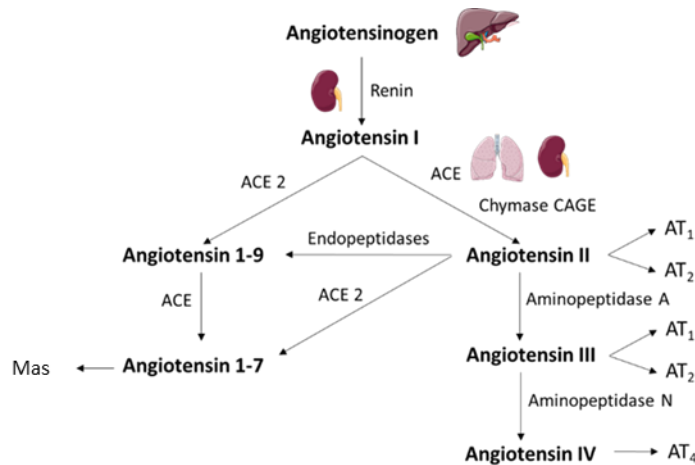 Angiotensinogen
Renin
Angiotensin I
ACE 2
ACE
Chymase CAGE
Angiotensin 1-9
Endopeptidases
Angiotensin II
AT₁
AT₂
ACE
ACE 2
Aminopeptidase A
Mas
Angiotensin 1-7
Angiotensin III
AT₁
AT₂
Aminopeptidase N
Angiotensin IV
AT₄